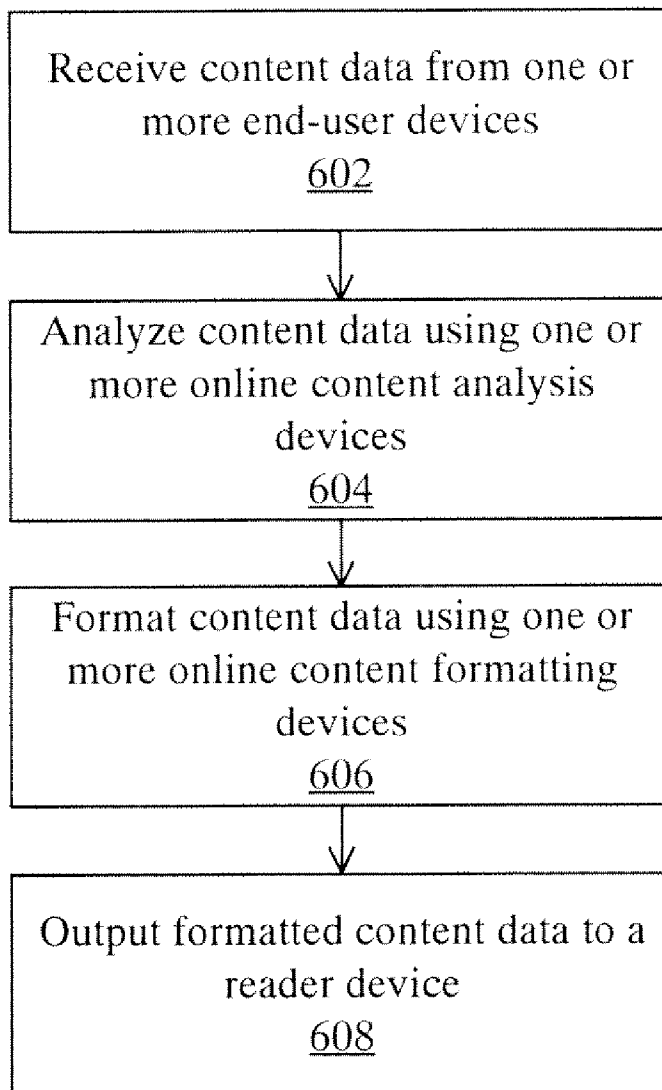 Receive content data from one or
more end-user devices
602
Analyze content data using one or
more online content analysis
devices
604
Format content data using one or
more online content formatting
devices
606
Output formatted content data to a
reader device
608